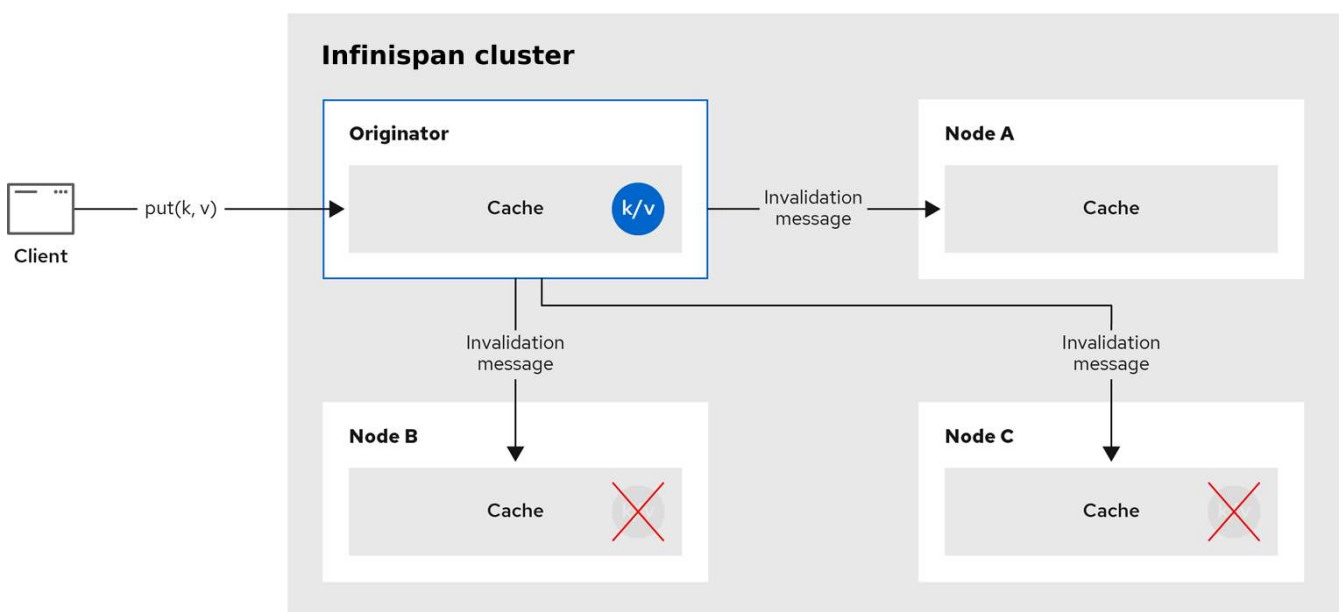 Infinispan cluster
Originator
Node A
Cache
k/v
Invalidation
message
Cache
put(k, v)
Client
Invalidation
message
Invalidation
message
Node B
Node C
Cache
Cache